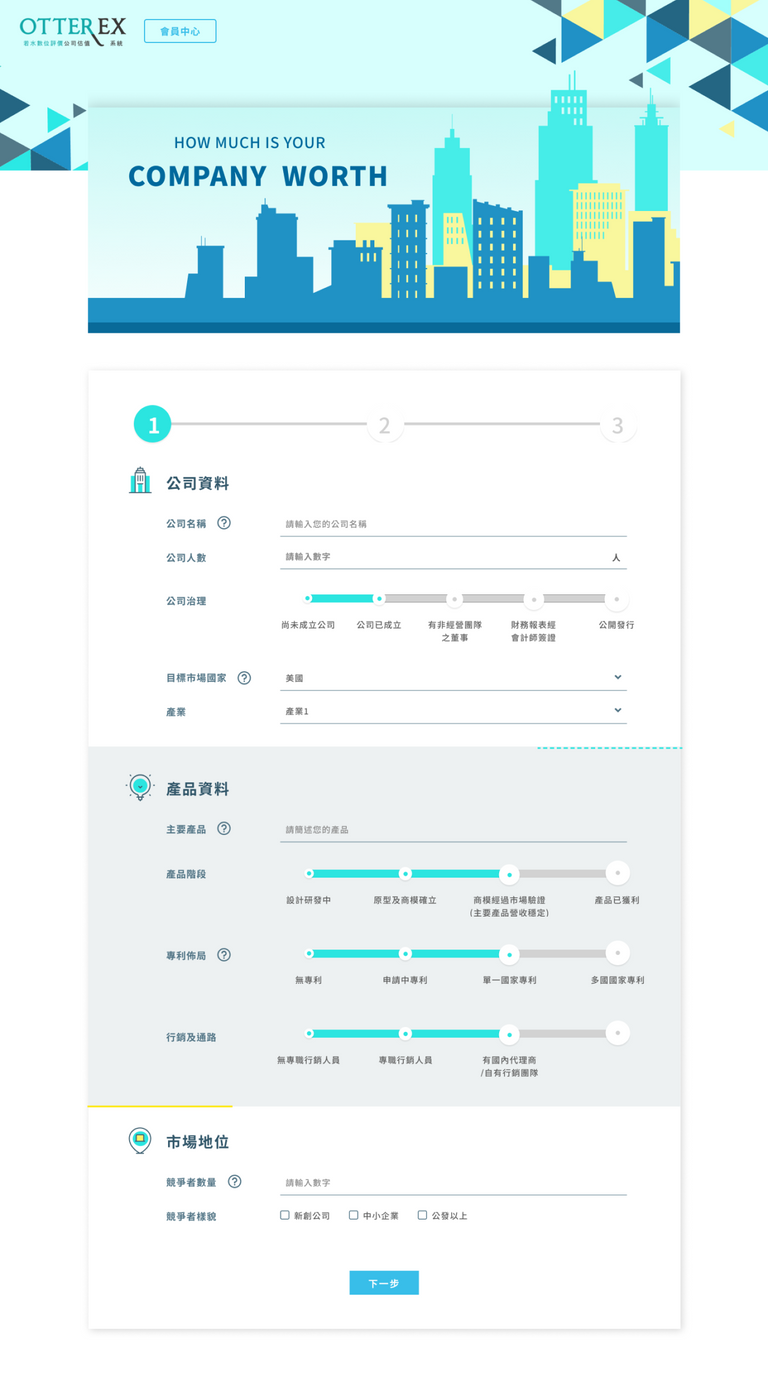 OTTEREX
若水數位評價公司估值系統
會員中心
HOW MUCH IS YOUR
COMPANY WORTH
1
2
3
公司資料
公司名稱 ?
請輸入您的公司名稱
公司人數
請輸入數字
人
公司治理
尚未成立公司
公司已成立
有非經營團隊
之董事
財務報表經
會計師簽證
公開發行
目標市場國家 ?
美國
產業
產業1
產品資料
主要產品 ?
請簡述您的產品
產品階段
設計研發中
原型及商模確立
商模經過市場驗證
(主要產品營收穩定)
產品已獲利
專利佈局 ?
無專利
申請中專利
單一國家專利
多國國家專利
行銷及通路
無專職行銷人員
專職行銷人員
有國內代理商
/自有行銷團隊
市場地位
競爭者數量 ?
請輸入數字
競爭者樣貌
新創公司
中小企業
公發以上
下一步